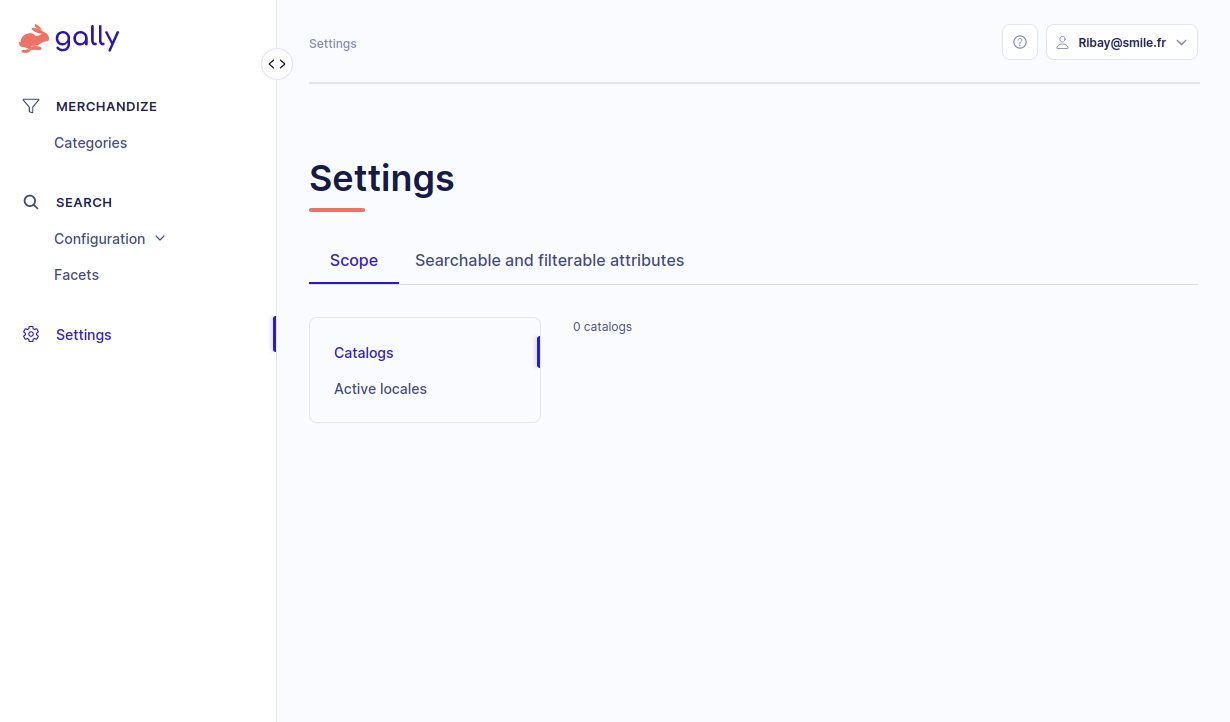 gally
Settings
Ribay@smile.fr
MERCHANDIZE
Categories
SEARCH
Configuration
Facets
Settings
Settings
Scope
Searchable and filterable attributes
Catalogs
Active locales
0 catalogs